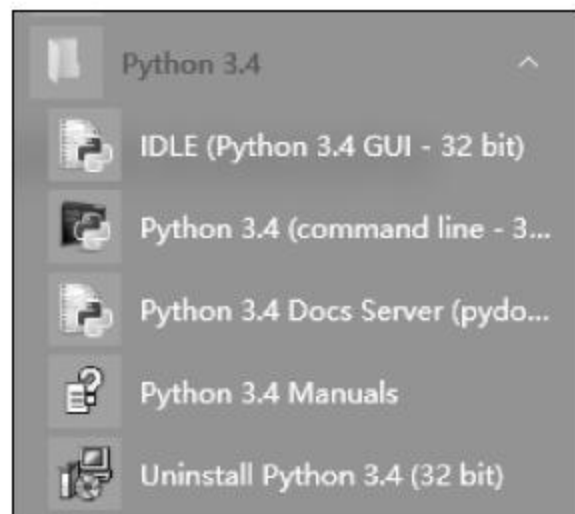 Python 3.4
IDLE (Python 3.4 GUI - 32 bit)
Python 3.4 (command line - 3...
Python 3.4 Docs Server (pydo...
Python 3.4 Manuals
Uninstall Python 3.4 (32 bit)